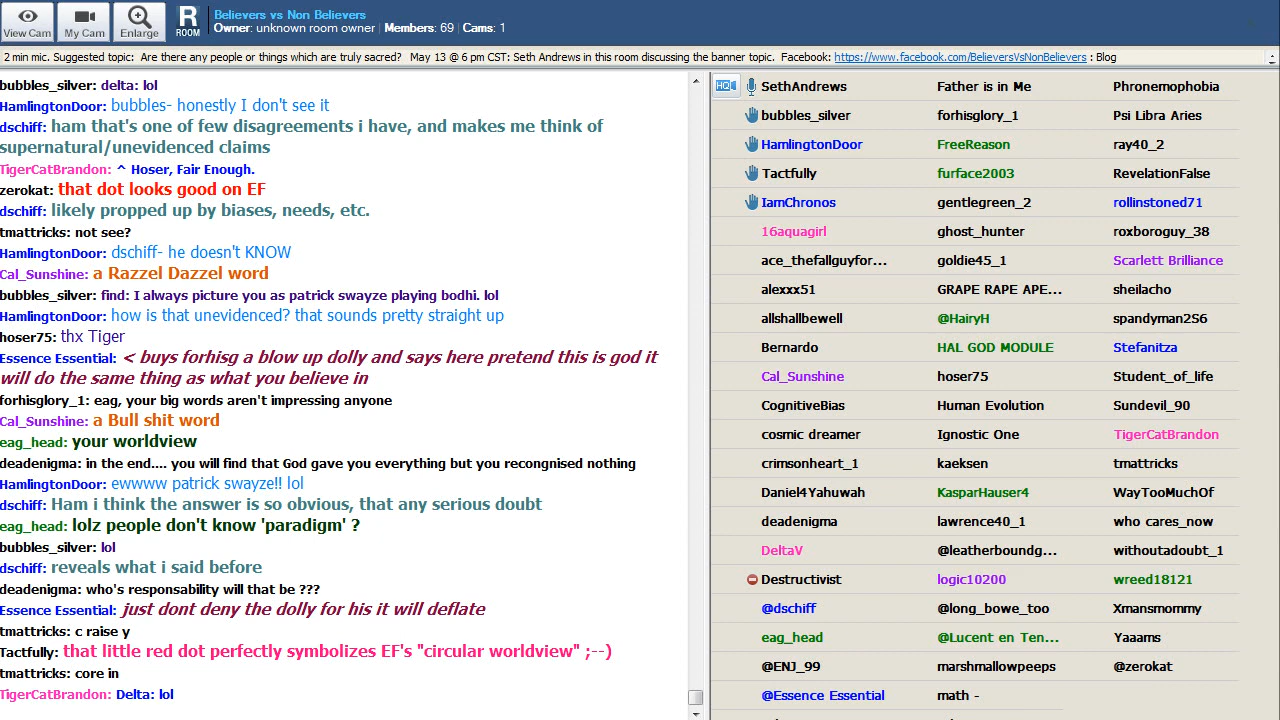 View Cam
My Cam
Enlarge
R
ROOM
Believers vs Non Believers
Owner: unknown room owner | Members: 69 | Cams: 1
2 min mic. Suggested topic: Are there any people or things which are truly sacred? May 13 @ 6 pm CST: Seth Andrews in this room discussing the banner topic. Facebook: https://www.facebook.com/BelieversVsNonBelievers : Blog
bubbles_silver: delta: lol
HamlingtonDoor: bubbles- honestly I don't see it
dschiff: ham that's one of few disagreements i have, and makes me think of
supernatural/unevidenced claims
TigerCatBrandon: ^ Hoser, Fair Enough.
zerokat: that dot looks good on EF
dschiff: likely propped up by biases, needs, etc.
tmattricks: not see?
HamlingtonDoor: dschiff- he doesn't KNOW
Cal_Sunshine: a Razzel Dazzel word
bubbles_silver: find: I always picture you as patrick swayze playing bodhi. lol
HamlingtonDoor: how is that unevidenced? that sounds pretty straight up
hoser75: thx Tiger
Essence Essential: < buys forhisg a blow up dolly and says here pretend this is god it
will do the same thing as what you believe in
forhisglory_1: eag, your big words aren't impressing anyone
Cal_Sunshine: a Bull shit word
eag_head: your worldview
deadenigma: in the end.... you will find that God gave you everything but you recongnised nothing
HamlingtonDoor: ewwww patrick swayze!! lol
dschiff: Ham i think the answer is so obvious, that any serious doubt
eag_head: lolz people don't know 'paradigm' ?
bubbles_silver: lol
dschiff: reveals what i said before
deadenigma: who's responsability will that be ???
Essence Essential: just dont deny the dolly for his it will deflate
tmattricks: c raise y
Tactfully: that little red dot perfectly symbolizes EF's "circular worldview" ;--)
tmattricks: core in
TigerCatBrandon: Delta: lol
HQ
SethAndrews Father is in Me Phronemophobia
bubbles_silver forhisglory_1 Psi Libra Aries
HamlingtonDoor FreeReason ray40_2
Tactfully furface2003 RevelationFalse
IamChronos gentlegreen_2 rollinstoned71
16aquagirl ghost_hunter roxboroguy_38
ace_thefallguyfor... goldie45_1 Scarlett Brilliance
alexxx51 GRAPE RAPE APE... sheilacho
allshallbewell @HairyH spandyman2S6
Bernardo HAL GOD MODULE Stefanitza
Cal_Sunshine hoser75 Student_of_life
CognitiveBias Human Evolution Sundevil_90
cosmic dreamer Ignostic One TigerCatBrandon
crimsonheart_1 kaeksen tmattricks
Daniel4Yahuwah KasparHauser4 WayTooMuchOf
deadenigma lawrence40_1 who cares_now
DeltaV @leatherboundg... withoutadoubt_1
Destructivist logic10200 wreed18121
@dschiff @long_bowe_too Xmansmommy
eag_head @Lucent en Ten... Yaaams
@ENJ_99 marshmallowpeeps @zerokat
@Essence Essential math -